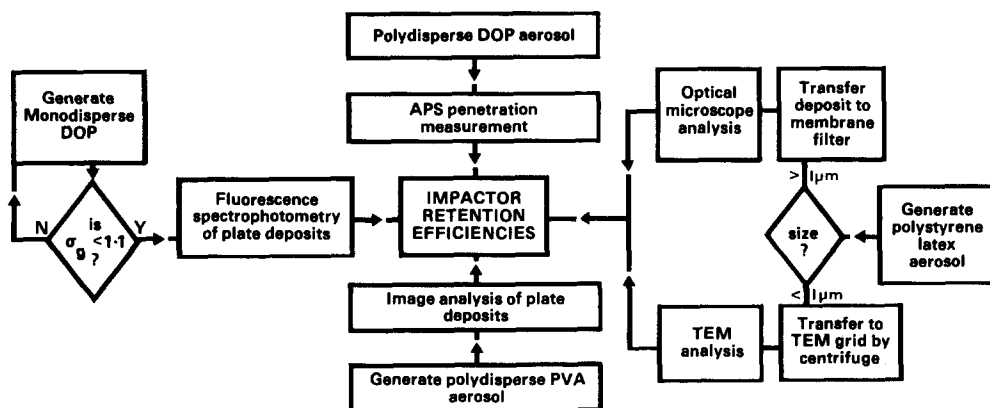 Polydisperse DOP aerosol
APS penetration
measurement
IMPACTOR
RETENTION
EFFICIENCIES
Image analysis of plate
deposits
Generate polydisperse PVA
aerosol
Generate
Monodisperse
DOP
N
is
σg <1·1
?
Y
Fluorescence
spectrophotometry
of plate deposits
Optical
microscope
analysis
Transfer
deposit to
membrane
filter
> 1μm
size
?
< 1μm
Generate
polystyrene
latex
aerosol
TEM
analysis
Transfer to
TEM grid by
centrifuge